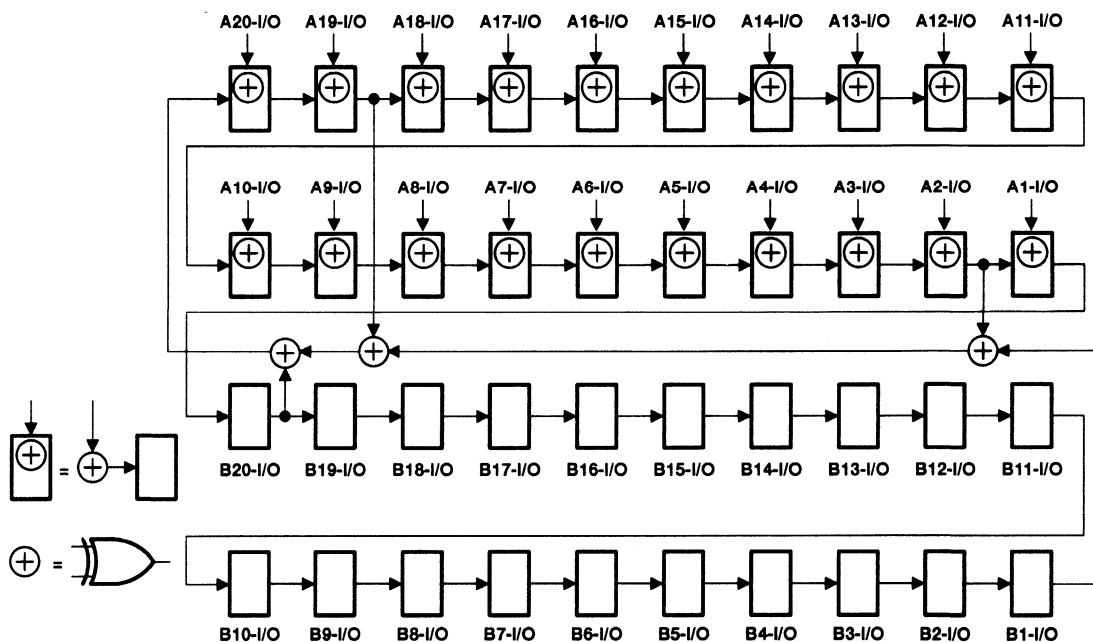 A20-I/O A19-I/O A18-I/O A17-I/O A16-I/O A15-I/O A14-I/O A13-I/O A12-I/O A11-I/O
A10-I/O A9-I/O A8-I/O A7-I/O A6-I/O A5-I/O A4-I/O A3-I/O A2-I/O A1-I/O
B20-I/O B19-I/O B18-I/O B17-I/O B16-I/O B15-I/O B14-I/O B13-I/O B12-I/O B11-I/O
=
=
B10-I/O B9-I/O B8-I/O B7-I/O B6-I/O B5-I/O B4-I/O B3-I/O B2-I/O B1-I/O